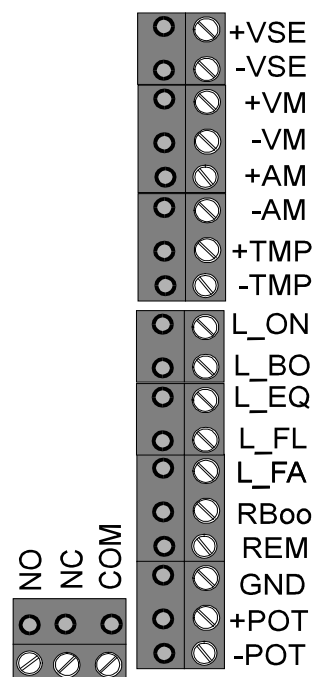 +VSE
-VSE
+VM
-VM
+AM
-AM
+TMP
-TMP
L_ON
L_BO
L_EQ
L_FL
L_FA
RBoo
REM
GND
+POT
-POT
NO
NC
COM